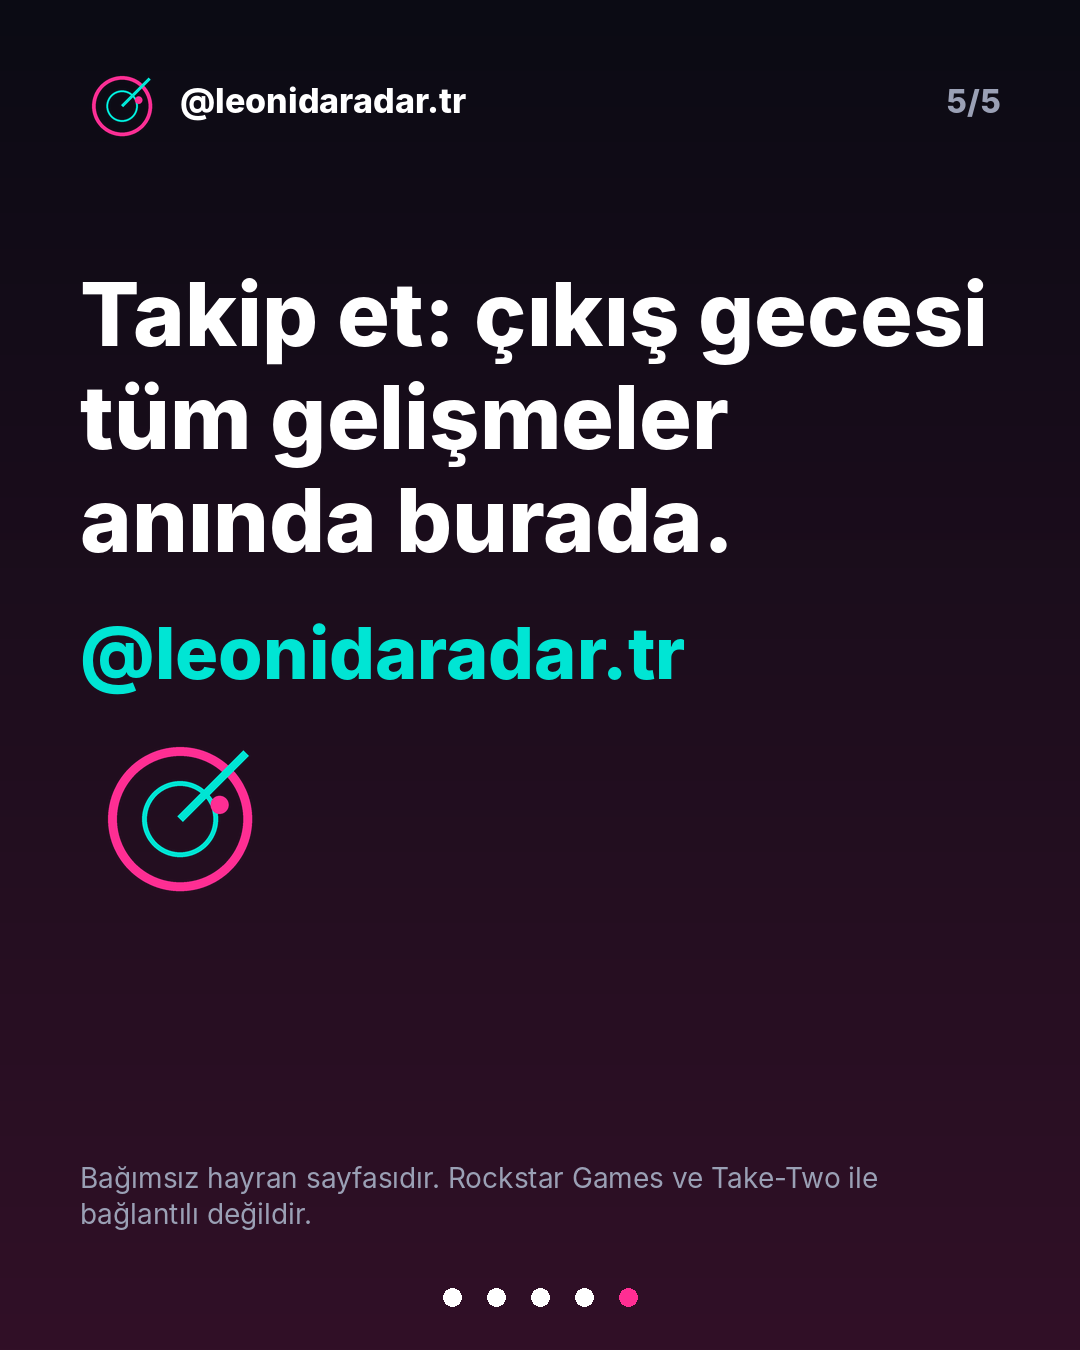 @leonidaradar.tr
5/5
Takip et: çıkış gecesi
tüm gelişmeler
anında burada.
@leonidaradar.tr
Bağımsız hayran sayfasıdır. Rockstar Games ve Take-Two ile
bağlantılı değildir.